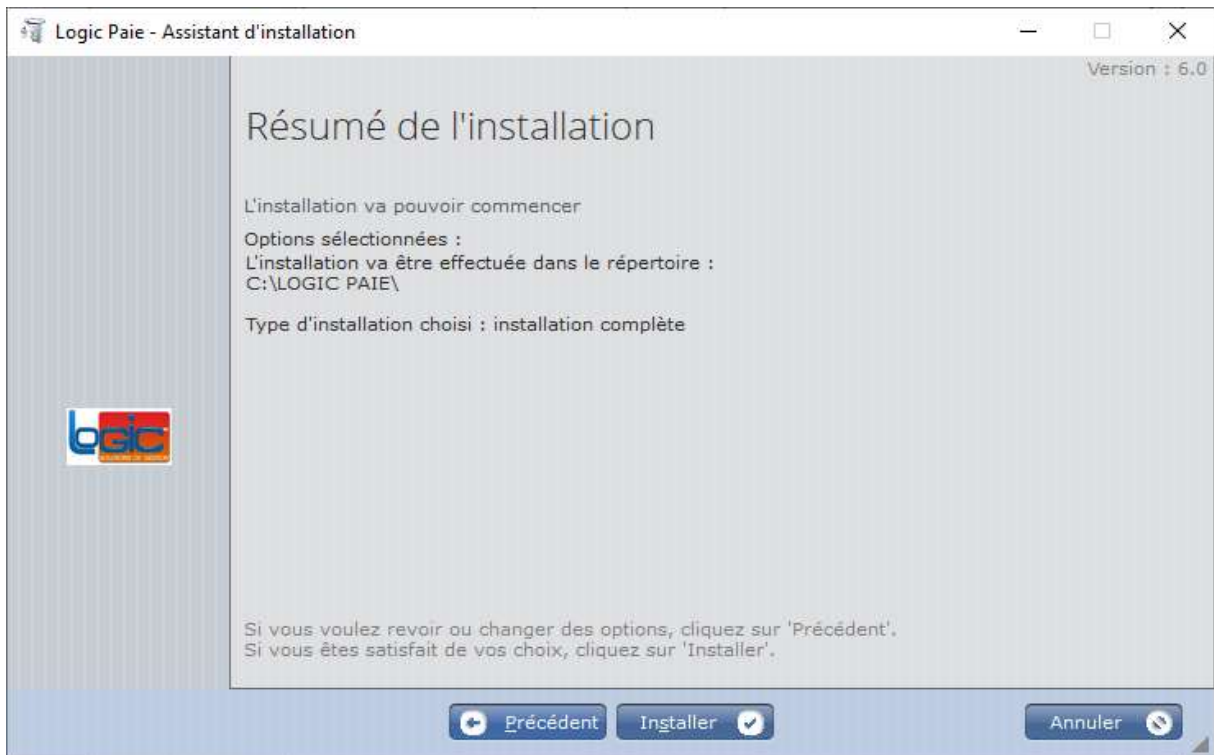 Logic Paie - Assistant d'installation
Version : 6.0
Résumé de l'installation
L'installation va pouvoir commencer
Options sélectionnées :
L'installation va être effectuée dans le répertoire :
C:\LOGIC PAIE\
Type d'installation choisi : installation complète
LOGIC
Si vous voulez revoir ou changer des options, cliquez sur 'Précédent'.
Si vous êtes satisfait de vos choix, cliquez sur 'Installer'.
Précédent
Installer
Annuler